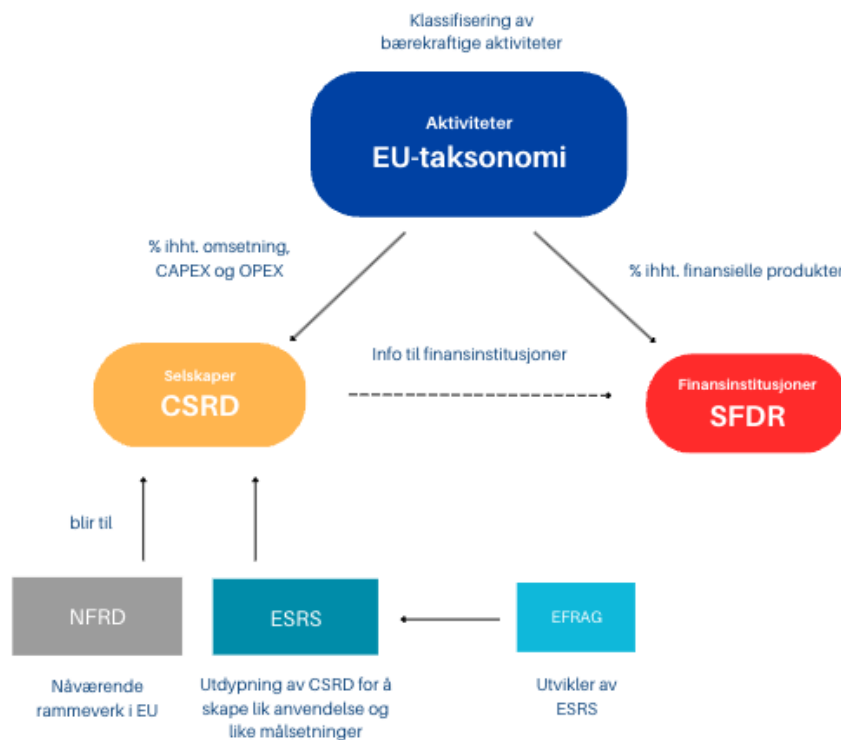 Klassifisering av
bærekraftige aktiviteter
Aktiviteter
EU-taksonomi
% ihht. omsetning,
CAPEX og OPEX
% ihht. finansielle produkter
Info til finansinstitusjoner
Selskaper
CSRD
Finansinstitusjoner
SFDR
blir til
NFRD
ESRS
EFRAG
Nåværende
rammeverk i EU
Utdypning av CSRD for å
skape lik anvendelse og
like målsetninger
Utvikler av
ESRS